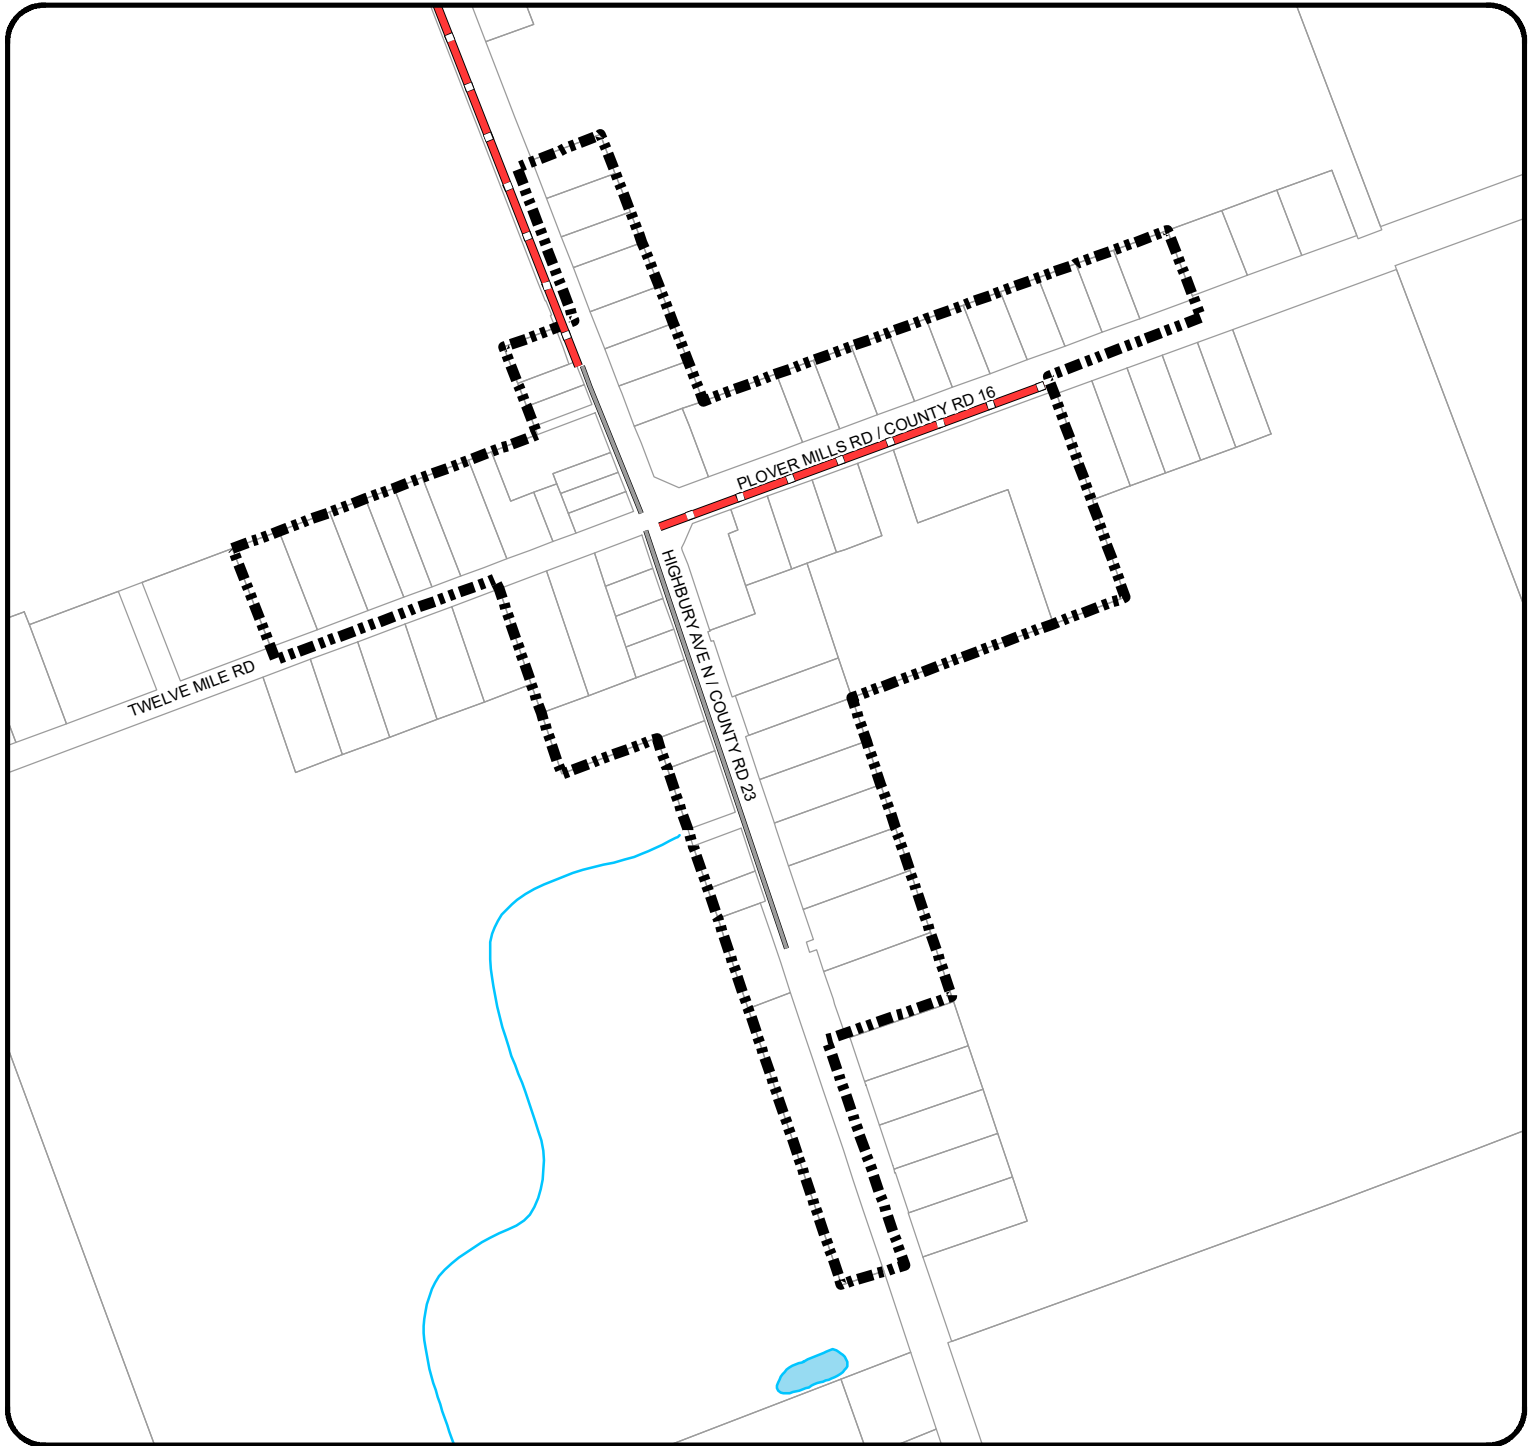 PLOVER MILLS RD / COUNTY RD 16
HIGHBURY AVE N / COUNTY RD 23
TWELVE MILE RD